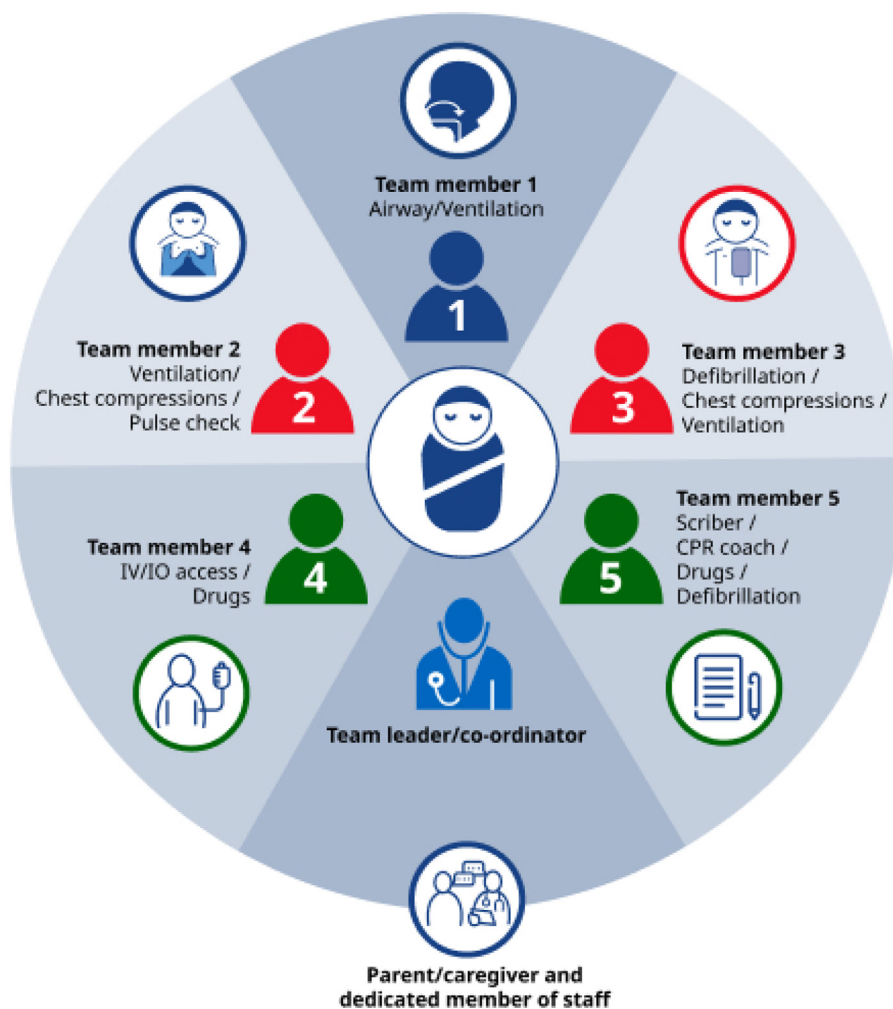 Team member 1
Airway/Ventilation
1
Team member 2
Ventilation/
Chest compressions /
Pulse check
2
3
Team member 3
Defibrillation /
Chest compressions /
Ventilation
Team member 4
IV/IO access /
Drugs
4
5
Team member 5
Scriber /
CPR coach /
Drugs /
Defibrillation
Team leader/co-ordinator
Parent/caregiver and
dedicated member of staff